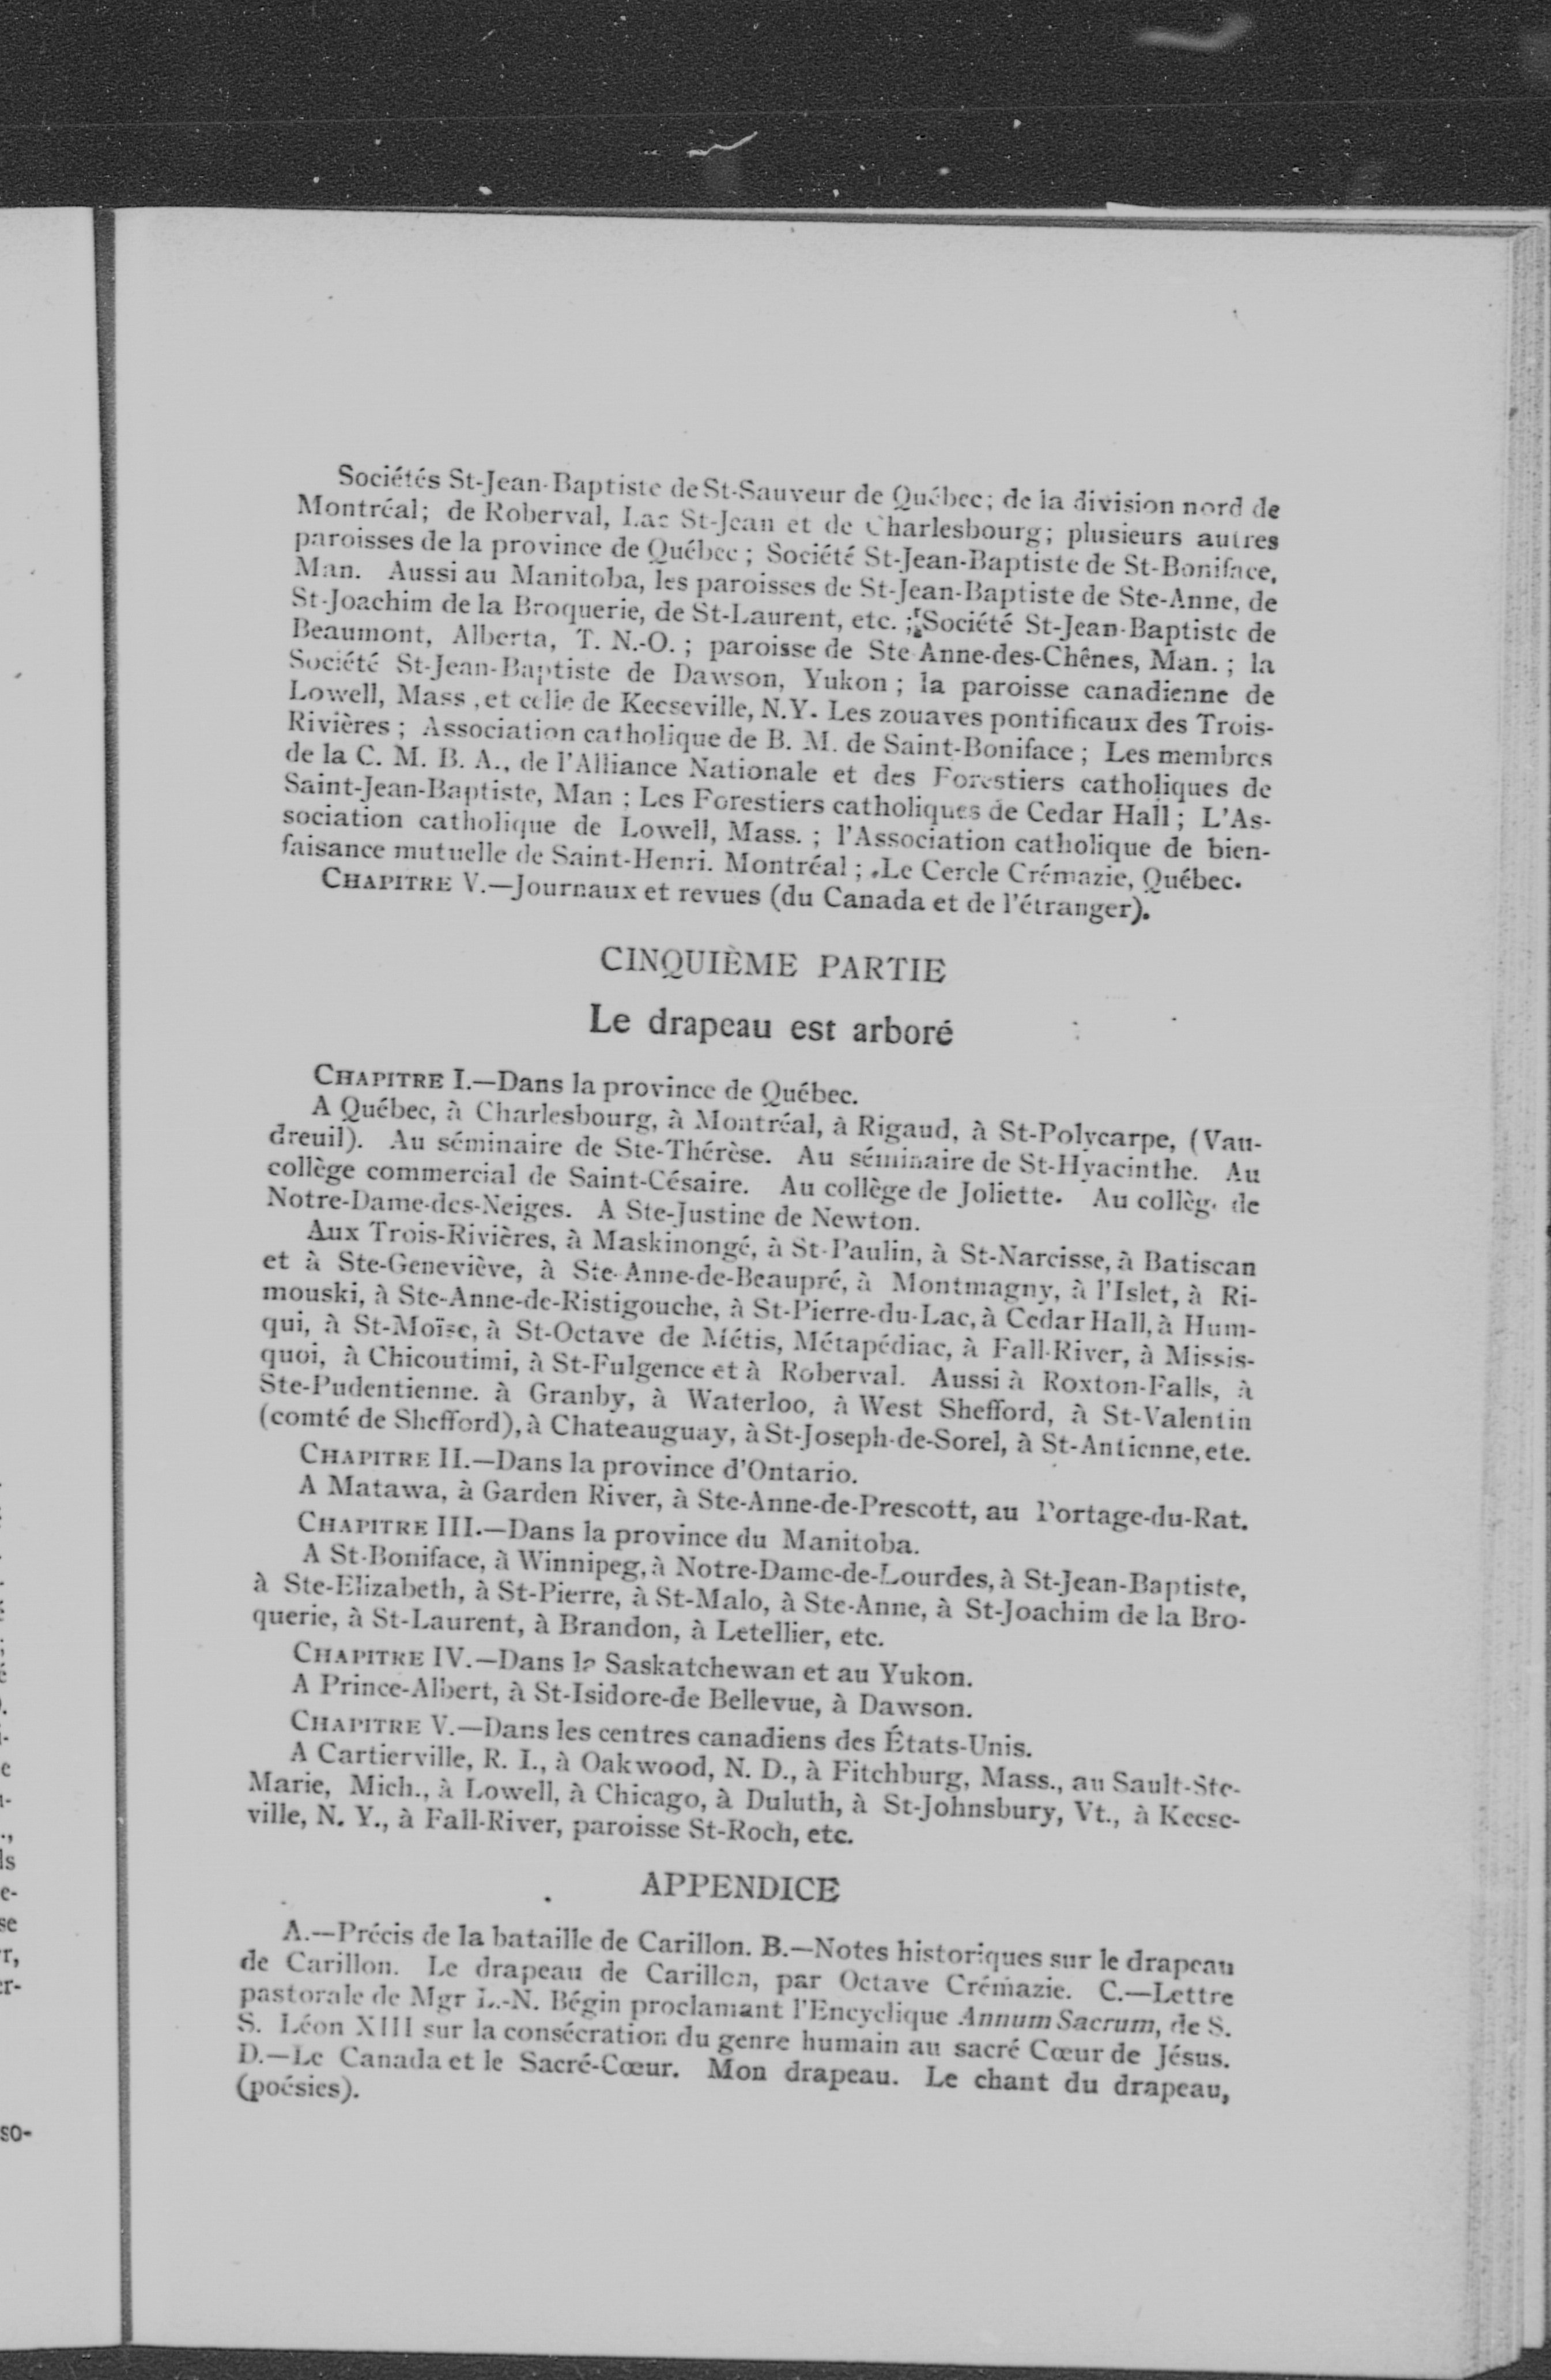 Sociétés St-Jean-Baptiste de St-Sauveur de Québec; de la division nord de
Montréal; de Roberval, Lac St-Jean et de Charlesbourg; plusieurs autres
paroisses de la province de Québec; Société St-Jean-Baptiste de St-Boniface,
Man. Aussi au Manitoba, les paroisses de St-Jean-Baptiste de Ste-Anne, de
St-Joachim de la Broquerie, de St-Laurent, etc.; Société St-Jean-Baptiste de
Beaumont, Alberta, T. N.-O.; paroisse de Ste Anne-des-Chênes, Man.; la
Société St-Jean-Baptiste de Dawson, Yukon; la paroisse canadienne de
Lowell, Mass, et celle de Keeseville, N.Y. Les zouaves pontificaux des Trois-
Rivières; Association catholique de B. M. de Saint-Boniface; Les membres
de la C. M. B. A., de l'Alliance Nationale et des Forestiers catholiques de
Saint-Jean-Baptiste, Man; Les Forestiers catholiques de Cedar Hall; L'As-
sociation catholique de Lowell, Mass.; l'Association catholique de bien-
faisance mutuelle de Saint-Henri. Montréal; Le Cercle Crémazie, Québec.
CHAPITRE V.—Journaux et revues (du Canada et de l'étranger).
CINQUIÈME PARTIE
Le drapeau est arboré
CHAPITRE I.—Dans la province de Québec.
A Québec, à Charlesbourg, à Montréal, à Rigaud, à St-Polycarpe, (Vau-
dreuil). Au séminaire de Ste-Thérèse. Au séminaire de St-Hyacinthe. Au
collège commercial de Saint-Césaire. Au collège de Joliette. Au collèg. de
Notre-Dame-des-Neiges. A Ste-Justine de Newton.
Aux Trois-Rivières, à Maskinongé, à St-Paulin, à St-Narcisse, à Batiscan
et à Ste-Geneviève, à Ste-Anne-de-Beaupré, à Montmagny, à l'Islet, à Ri-
mouski, à Ste-Anne-de-Ristigouche, à St-Pierre-du-Lac, à Cedar Hall, à Hum-
qui, à St-Moïse, à St-Octave de Métis, Métapédiac, à Fall-River, à Missis-
quoi, à Chicoutimi, à St-Fulgence et à Roberval. Aussi à Roxton-Falls, à
Ste-Pudentienne. à Granby, à Waterloo, à West Shefford, à St-Valentin
(comté de Shefford), à Chateauguay, à St-Joseph-de-Sorel, à St-Antienne, etc.
CHAPITRE II.—Dans la province d'Ontario.
A Matawa, à Garden River, à Ste-Anne-de-Prescott, au Portage-du-Rat.
CHAPITRE III.—Dans la province du Manitoba.
A St-Boniface, à Winnipeg, à Notre-Dame-de-Lourdes, à St-Jean-Baptiste,
à Ste-Elizabeth, à St-Pierre, à St-Malo, à Ste-Anne, à St-Joachim de la Bro-
querie, à St-Laurent, à Brandon, à Letellier, etc.
CHAPITRE IV.—Dans la Saskatchewan et au Yukon.
A Prince-Albert, à St-Isidore-de Bellevue, à Dawson.
CHAPITRE V.—Dans les centres canadiens des États-Unis.
A Cartierville, R. I., à Oakwood, N. D., à Fitchburg, Mass., au Sault-Ste-
Marie, Mich., à Lowell, à Chicago, à Duluth, à St-Johnsbury, Vt., à Keese-
ville, N. Y., à Fall-River, paroisse St-Roch, etc.
APPENDICE
A.—Précis de la bataille de Carillon. B.—Notes historiques sur le drapeau
de Carillon. Le drapeau de Carillon, par Octave Crémazie. C.—Lettre
pastorale de Mgr L.-N. Bégin proclamant l'Encyclique Annum Sacrum, de S.
S. Léon XIII sur la consécration du genre humain au sacré Cœur de Jésus.
D.—Le Canada et le Sacré-Cœur. Mon drapeau. Le chant du drapeau,
(poésies).